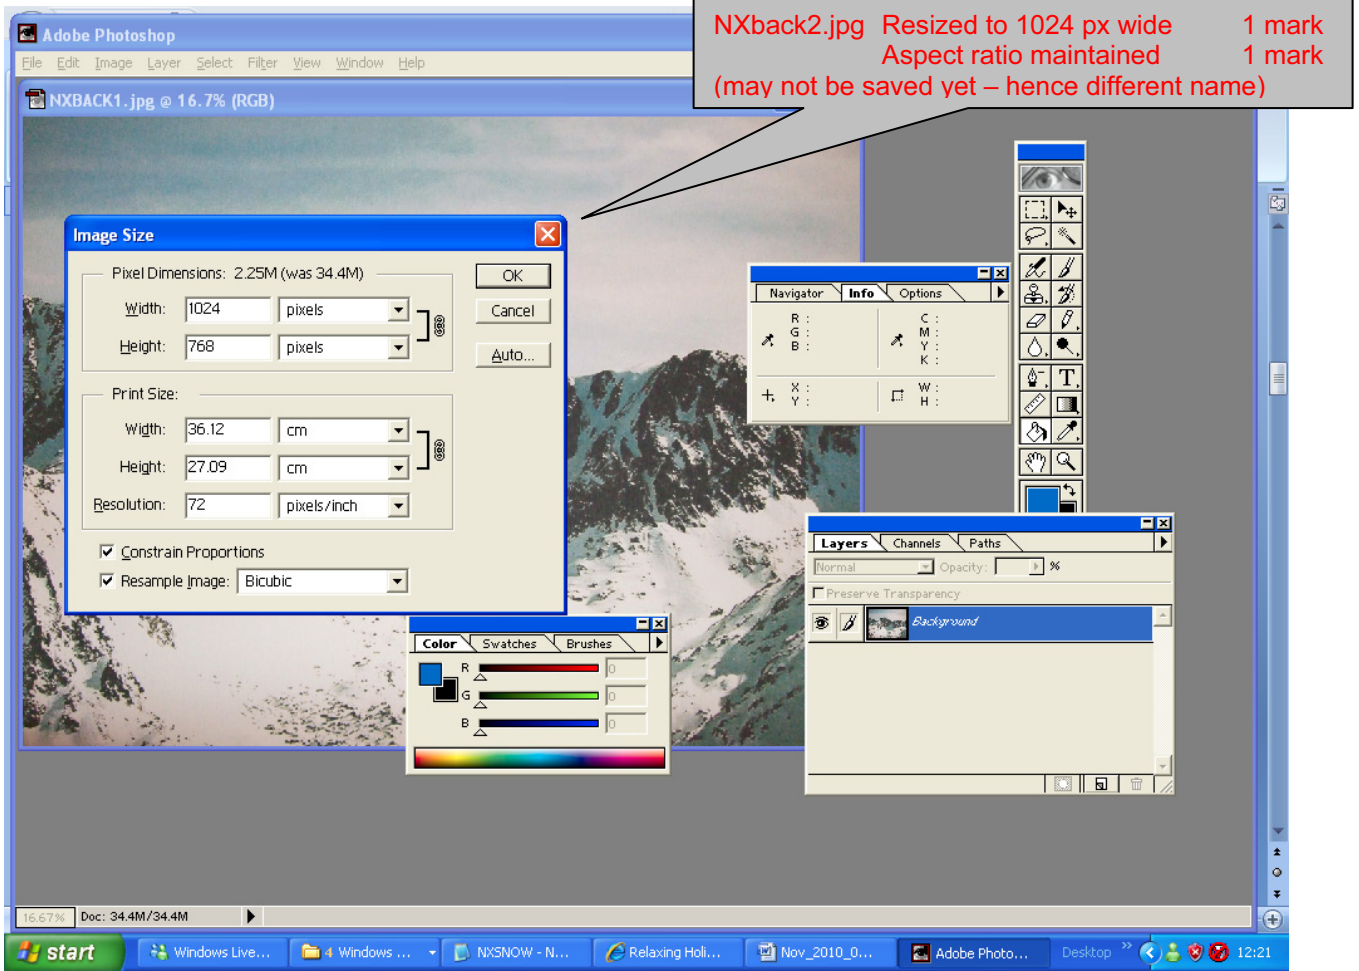 NXback2.jpg Resized to 1024 px wide 1 mark
Aspect ratio maintained 1 mark
(may not be saved yet – hence different name)
Adobe Photoshop
File Edit Image Layer Select Filter View Window Help
NXBACK1.jpg @ 16.7% (RGB)
Image Size
Pixel Dimensions: 2.25M (was 34.4M)
Width: 1024 pixels
Height: 768 pixels
Print Size:
Width: 36.12 cm
Height: 27.09 cm
Resolution: 72 pixels/inch
Constrain Proportions
Resample Image: Bicubic
OK
Cancel
Auto...
Navigator Info Options
R : C :
G : M :
B : Y :
K :
X : W :
Y : H :
T
Layers Channels Paths
Normal Opacity: %
Preserve Transparency
Background
Color Swatches Brushes
R 0
G 0
B 0
16.67% Doc: 34.4M/34.4M
start Windows Live... 4 Windows ... NXSNOW - N... Relaxing Holi... Nov_2010_0... Adobe Photo... Desktop » 12:21